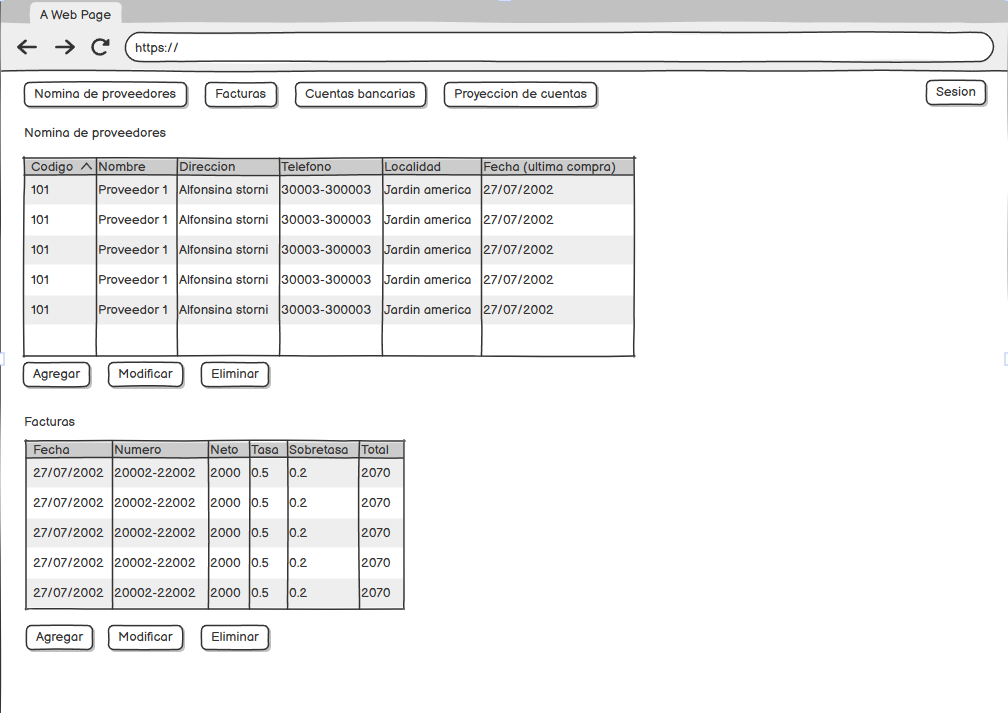 A Web Page
https://
Nomina de proveedores Facturas Cuentas bancarias Proyeccion de cuentas Sesion
Nomina de proveedores
Codigo Nombre Direccion Telefono Localidad Fecha (ultima compra)
101 Proveedor 1 Alfonsina storni 30003-300003 Jardin america 27/07/2002
101 Proveedor 1 Alfonsina storni 30003-300003 Jardin america 27/07/2002
101 Proveedor 1 Alfonsina storni 30003-300003 Jardin america 27/07/2002
101 Proveedor 1 Alfonsina storni 30003-300003 Jardin america 27/07/2002
101 Proveedor 1 Alfonsina storni 30003-300003 Jardin america 27/07/2002
Agregar Modificar Eliminar
Facturas
Fecha Numero Neto Tasa Sobretasa Total
27/07/2002 20002-22002 2000 0.5 0.2 2070
27/07/2002 20002-22002 2000 0.5 0.2 2070
27/07/2002 20002-22002 2000 0.5 0.2 2070
27/07/2002 20002-22002 2000 0.5 0.2 2070
27/07/2002 20002-22002 2000 0.5 0.2 2070
Agregar Modificar Eliminar